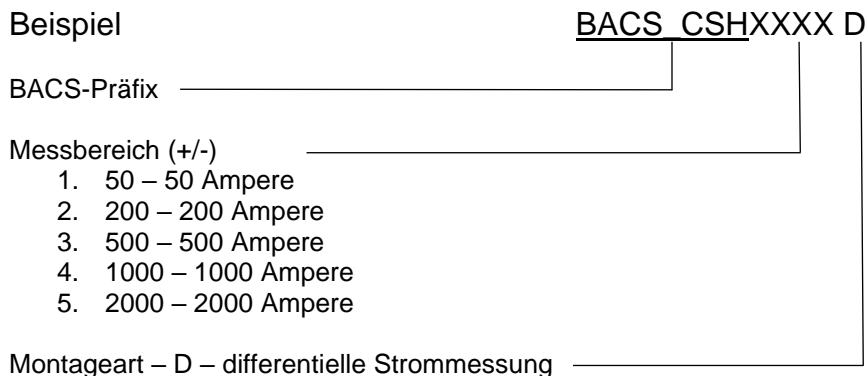 Beispiel BACS_CSHXXXX D
BACS-Präfix
Messbereich (+/-)
1. 50 – 50 Ampere
2. 200 – 200 Ampere
3. 500 – 500 Ampere
4. 1000 – 1000 Ampere
5. 2000 – 2000 Ampere
Montageart – D – differentielle Strommessung